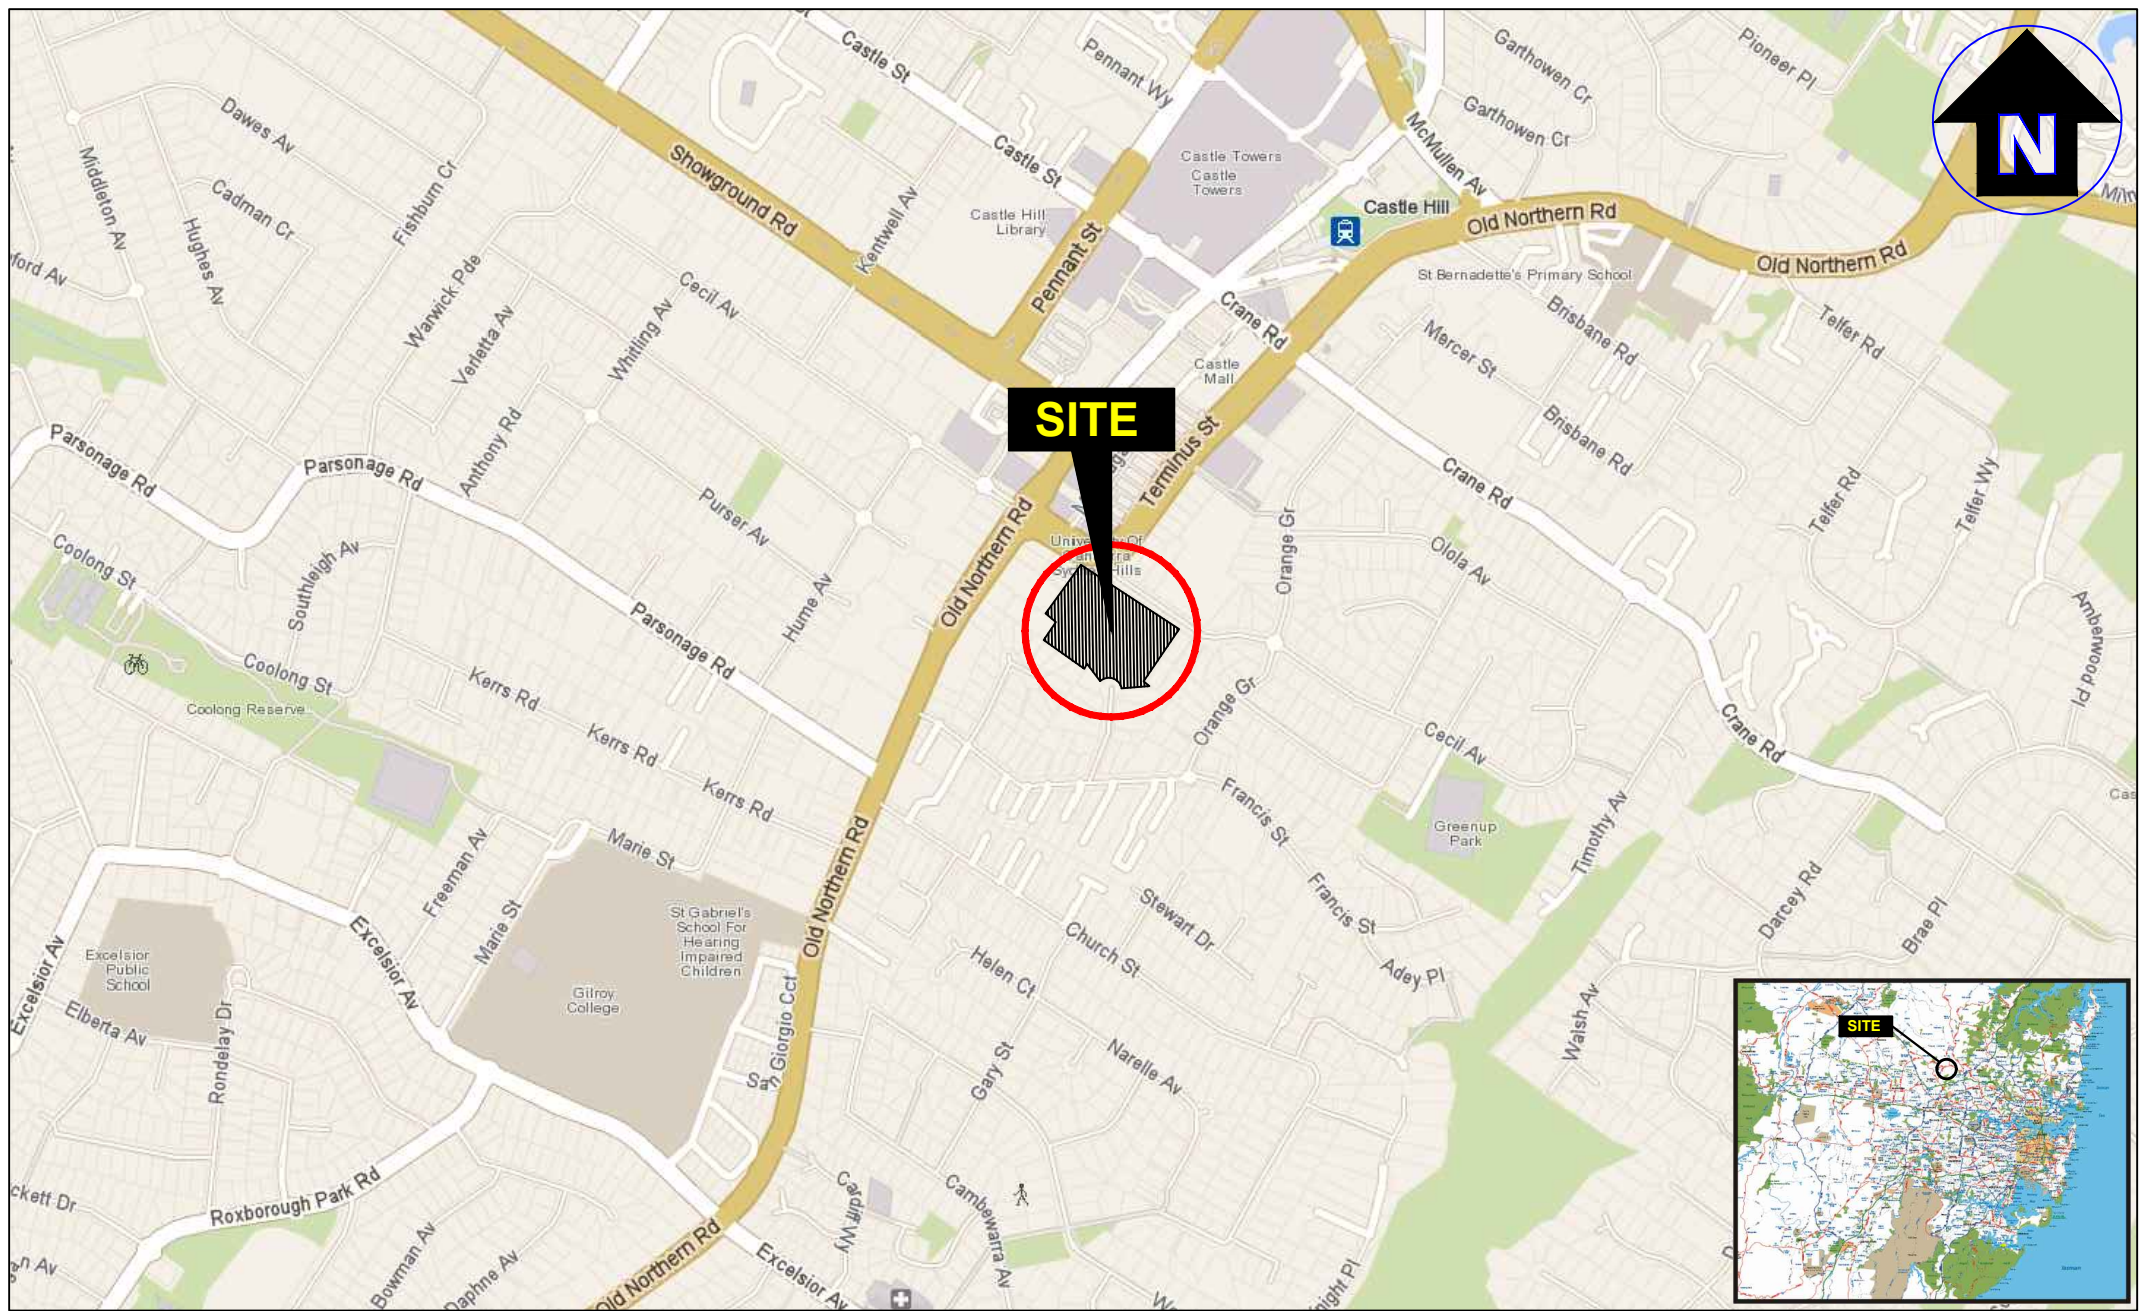 Castle St
Pennant Wy
Garthowen Cr
Pioneer Pl
Dawes Av
Garthowen Cr
McMullen Av
N
Middleton Av
Fishburn Cr
Showground Rd
Castle St
Castle Towers
Castle
Towers
Cadman Cr
Kentwell Av
Castle Hill
Library
Castle Hill
Old Northern Rd
Hughes Av
Pennant St
Old Northern Rd
Warwick Pde
Cecil Av
St Bernadette's Primary School
Verletta Av
Whitling Av
Crane Rd
Brisbane Rd
Telfer Rd
Mercer St
Castle
Mall
SITE
Parsonage Rd
Parsonage Rd
Anthony Rd
Terminus St
Brisbane Rd
Crane Rd
Telfer Rd
Telfer Wy
Purser Av
Old Northern Rd
Orange Gr
Olola Av
Coolong St
Southleigh Av
Hume Av
Hills
Parsonage Rd
Amberwood Pl
Coolong St
Coolong Reserve
Kerrs Rd
Orange Gr
Cecil Av
Crane Rd
Kerrs Rd
Kerrs Rd
Francis St
Greenup
Park
Timothy Av
Old Northern Rd
Marie St
Freeman Av
Francis St
Darcey Rd
Brae Pl
Stewart Dr
Marie St
St Gabriel's
School For
Hearing
Impaired
Children
Church St
Excelsior Av
Excelsior Av
Excelsior
Public
School
Helen Ct
Adey Pl
Gilroy
College
Elberta Av
Rondelay Dr
San Giorgio Cct
Walsh Av
SITE
Gary St
Narelle Av
Roxborough Park Rd
Cardiff Wy
Cambewarra Av
Bowman Av
Daphne Av
Old Northern Rd
Excelsior Av